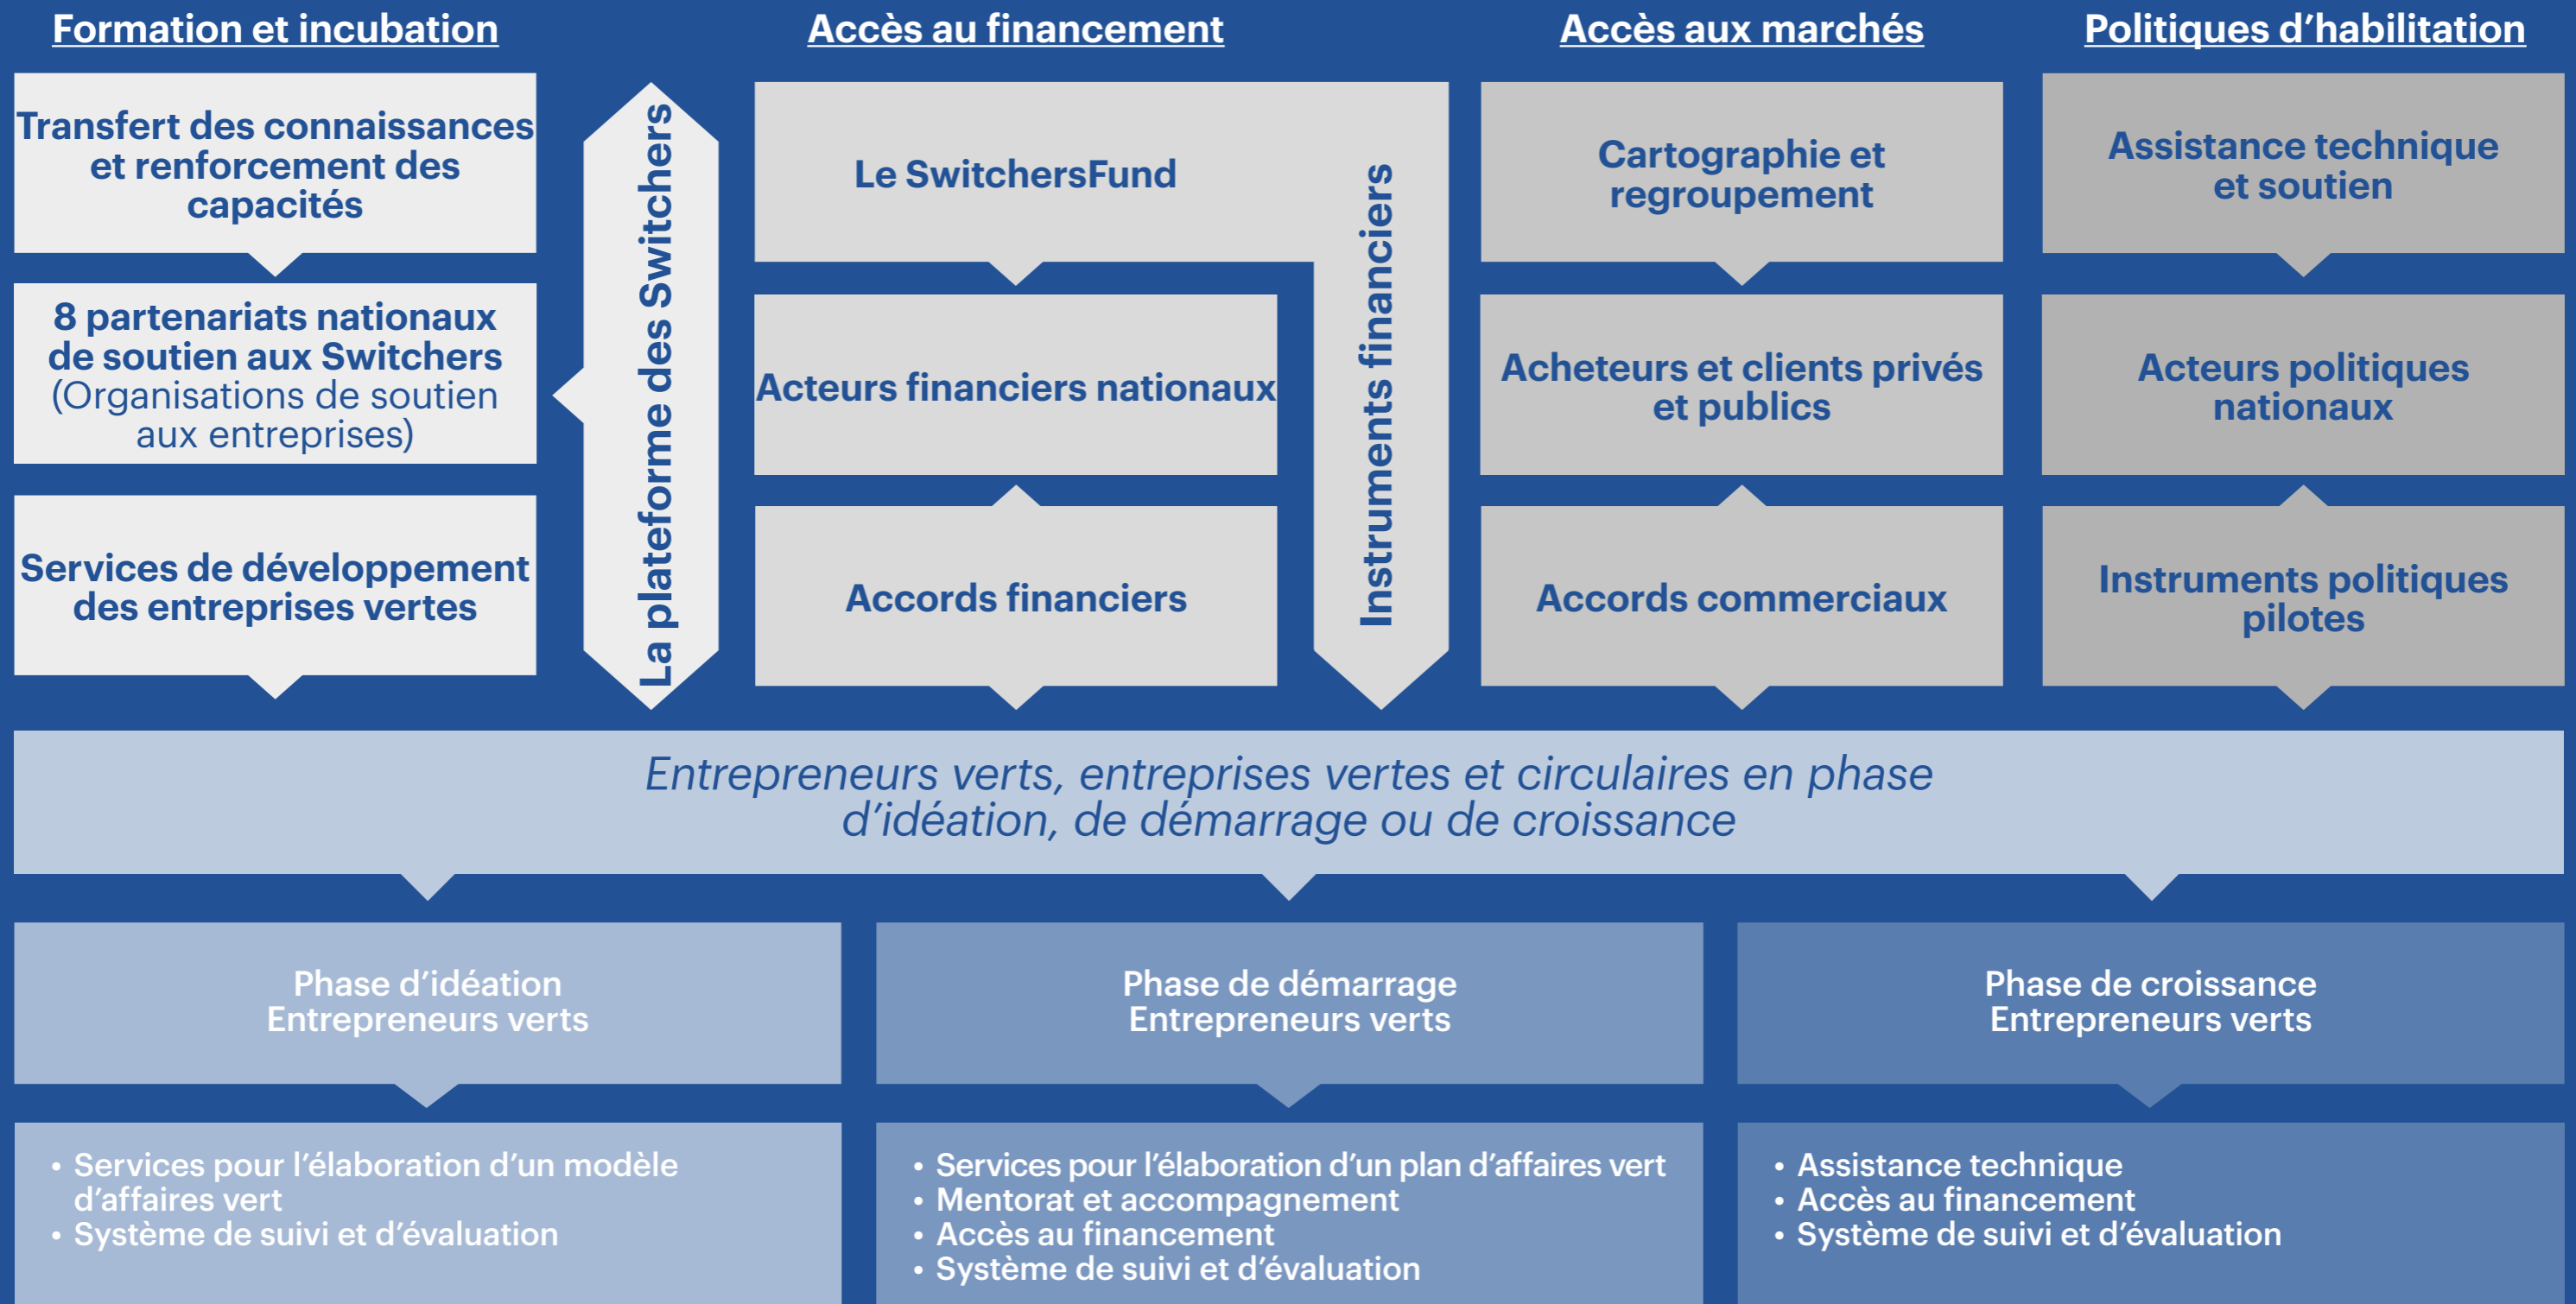 Formation et incubation
Transfert des connaissances
et renforcement des
capacités
8 partenariats nationaux
de soutien aux Switchers
(Organisations de soutien
aux entreprises)
Services de développement
des entreprises vertes
La plateforme des Switchers
Accès au financement
Le SwitchersFund
Acteurs financiers nationaux
Accords financiers
Instruments financiers
Accès aux marchés
Cartographie et
regroupement
Acheteurs et clients privés
et publics
Accords commerciaux
Politiques d’habilitation
Assistance technique
et soutien
Acteurs politiques
nationaux
Instruments politiques
pilotes
Entrepreneurs verts, entreprises vertes et circulaires en phase
d’idéation, de démarrage ou de croissance
Phase d’idéation
Entrepreneurs verts
• Services pour l’élaboration d’un modèle
d’affaires vert
• Système de suivi et d’évaluation
Phase de démarrage
Entrepreneurs verts
• Services pour l’élaboration d’un plan d’affaires vert
• Mentorat et accompagnement
• Accès au financement
• Système de suivi et d’évaluation
Phase de croissance
Entrepreneurs verts
• Assistance technique
• Accès au financement
• Système de suivi et d’évaluation